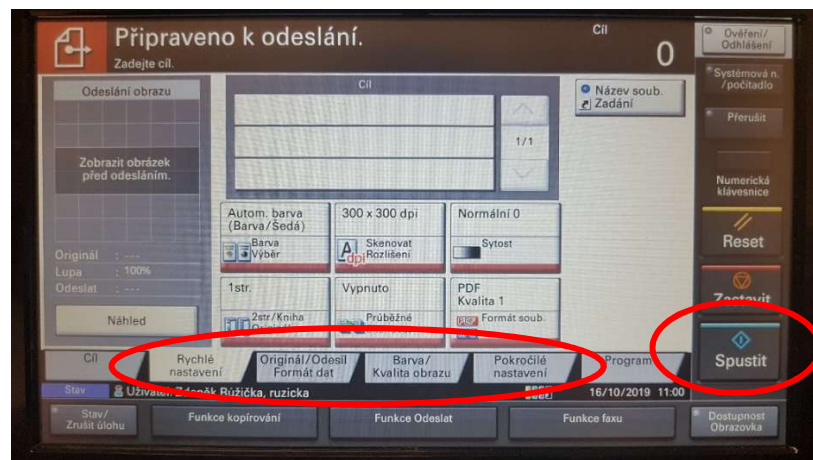 Připraveno k odeslání.
Zadejte cíl.
Cíl
0
Ověření/
Odhlášení
Systémová n.
/počítadlo
Přerušit
Numerická
klávesnice
Reset
Zastavit
Spustit
Odeslání obrazu
Zobrazit obrázek
před odesláním.
Originál : ---
Lupa : 100%
Odeslat : ---
Náhled
Cíl
1/1
Název soub.
Zadání
Autom. barva
(Barva/Šedá)
Barva
Výběr
300 x 300 dpi
A
dpi
Skenovat
Rozlišení
Normální 0
Sytost
1str.
2str/Kniha
Vypnuto
Průběžné
PDF
Kvalita 1
Formát soub.
Cíl
Rychlé
nastavení
Originál/Odesíl
Formát dat
Barva/
Kvalita obrazu
Pokročilé
nastavení
Program
Stav
Uživatel: Zdeněk Růžička, ruzicka
16/10/2019 11:00
Stav/
Zrušit úlohu
Funkce kopírování
Funkce Odeslat
Funkce faxu
Dostupnost
Obrazovka